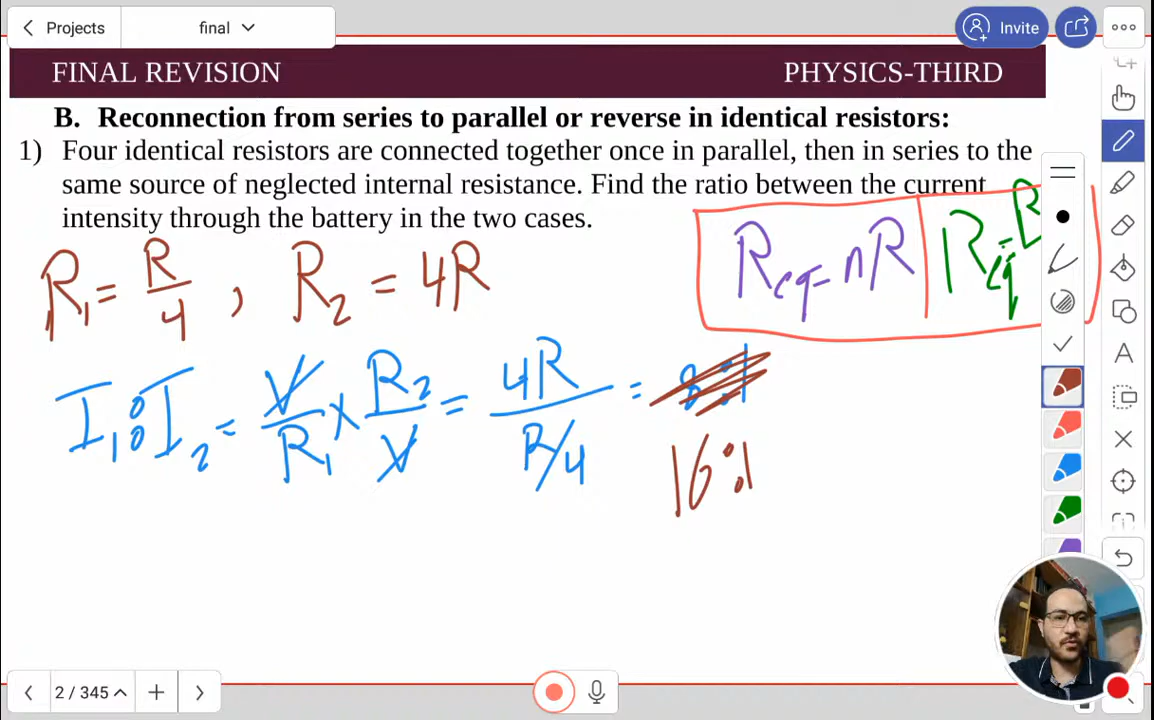 Projects
final
Invite
FINAL REVISION
PHYSICS-THIRD
B. Reconnection from series to parallel or reverse in identical resistors:
1) Four identical resistors are connected together once in parallel, then in series to the
same source of neglected internal resistance. Find the ratio between the current
intensity through the battery in the two cases.
Req = nR
Req = R
R1 = R/4 , R2 = 4R
I1 : I2 = V/R1 × R2/V = 4R / R/4 =
16:1
A
2 / 345